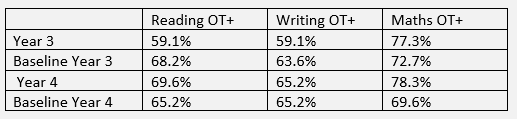 Reading OT+ Writing OT+ Maths OT+
Year 3 59.1% 59.1% 77.3%
Baseline Year 3 68.2% 63.6% 72.7%
Year 4 69.6% 65.2% 78.3%
Baseline Year 4 65.2% 65.2% 69.6%